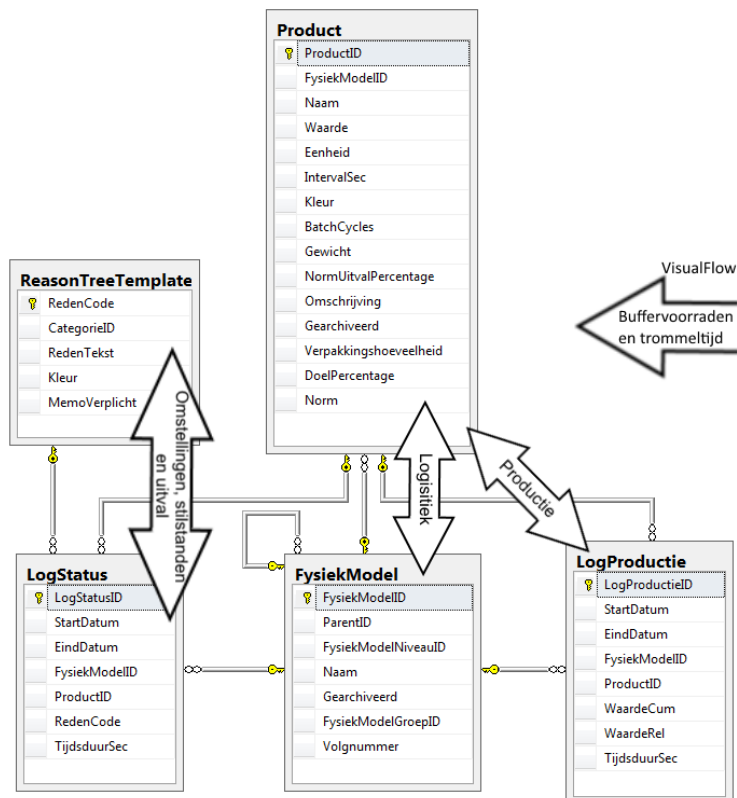 Product
ProductID
FysiekModelID
Naam
Waarde
Eenheid
IntervalSec
Kleur
BatchCycles
Gewicht
NormUitvalPercentage
Omschrijving
Gearchiveerd
Verpakkingshoeveelheid
DoelPercentage
Norm
VisualFlow
Buffervoorraden
en trommeltijd
ReasonTreeTemplate
RedenCode
CategorieID
RedenTekst
Kleur
MemoVerplicht
Omstellingen, stilstanden
en uitval
Logisitiek
Productie
LogStatus
LogStatusID
StartDatum
EindDatum
FysiekModelID
ProductID
RedenCode
TijdsduurSec
FysiekModel
FysiekModelID
ParentID
FysiekModelNiveauID
Naam
Gearchiveerd
FysiekModelGroepID
Volgnummer
LogProductie
LogProductieID
StartDatum
EindDatum
FysiekModelID
ProductID
WaardeCum
WaardeRel
TijdsduurSec